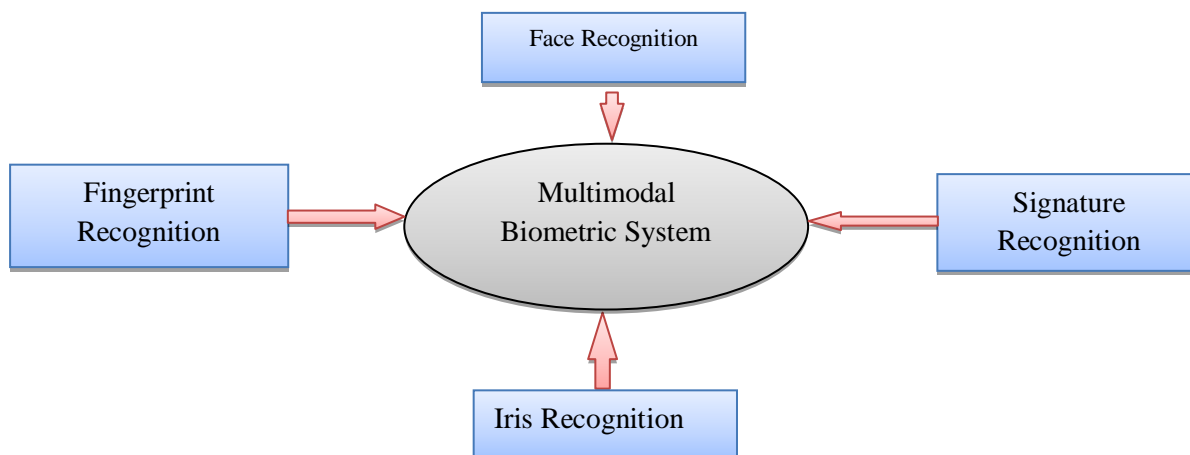 Face Recognition
Fingerprint
Recognition
Multimodal
Biometric System
Signature
Recognition
Iris Recognition